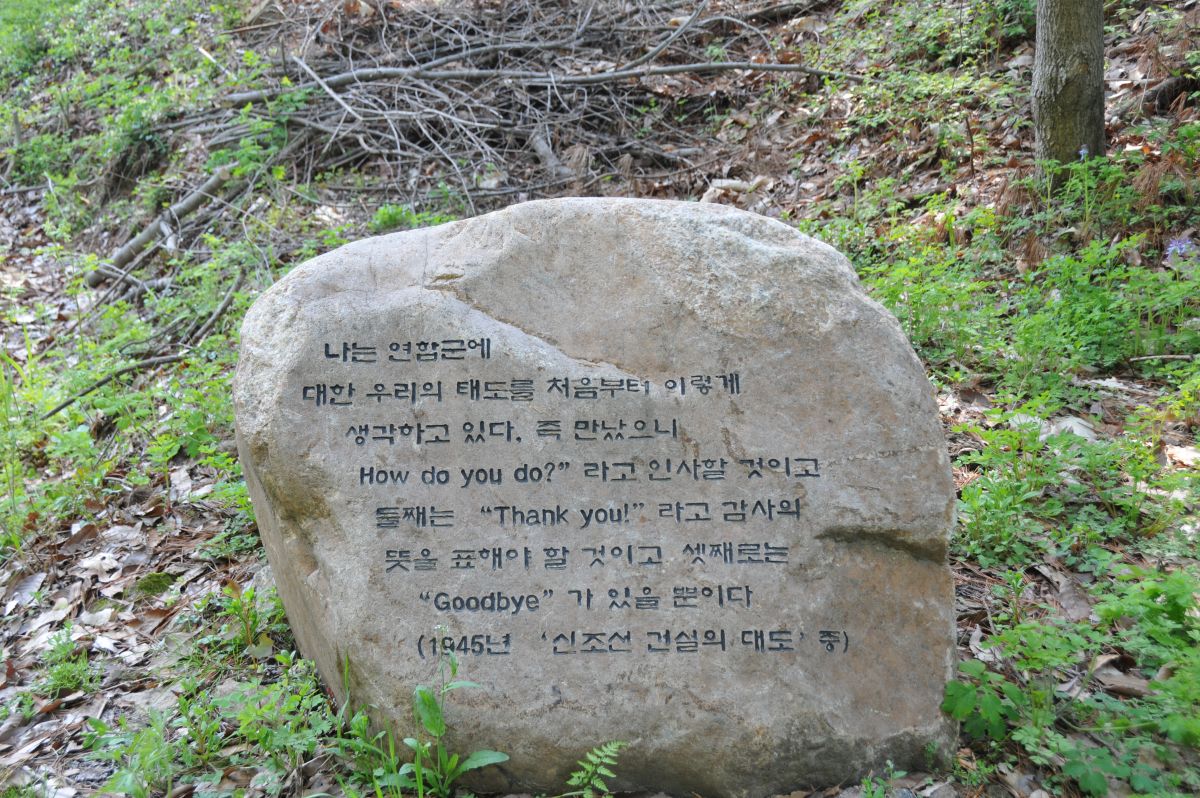 나는 연합군에
대한 우리의 태도를 처음부터 이렇게
생각하고 있다. 즉 만났으니
How do you do?” 라고 인사할 것이고
둘째는 “Thank you!” 라고 감사의
뜻을 표해야 할 것이고 셋째로는
“Goodbye” 가 있을 뿐이다
(1945년 ‘신조선 건설의 대도’ 중)